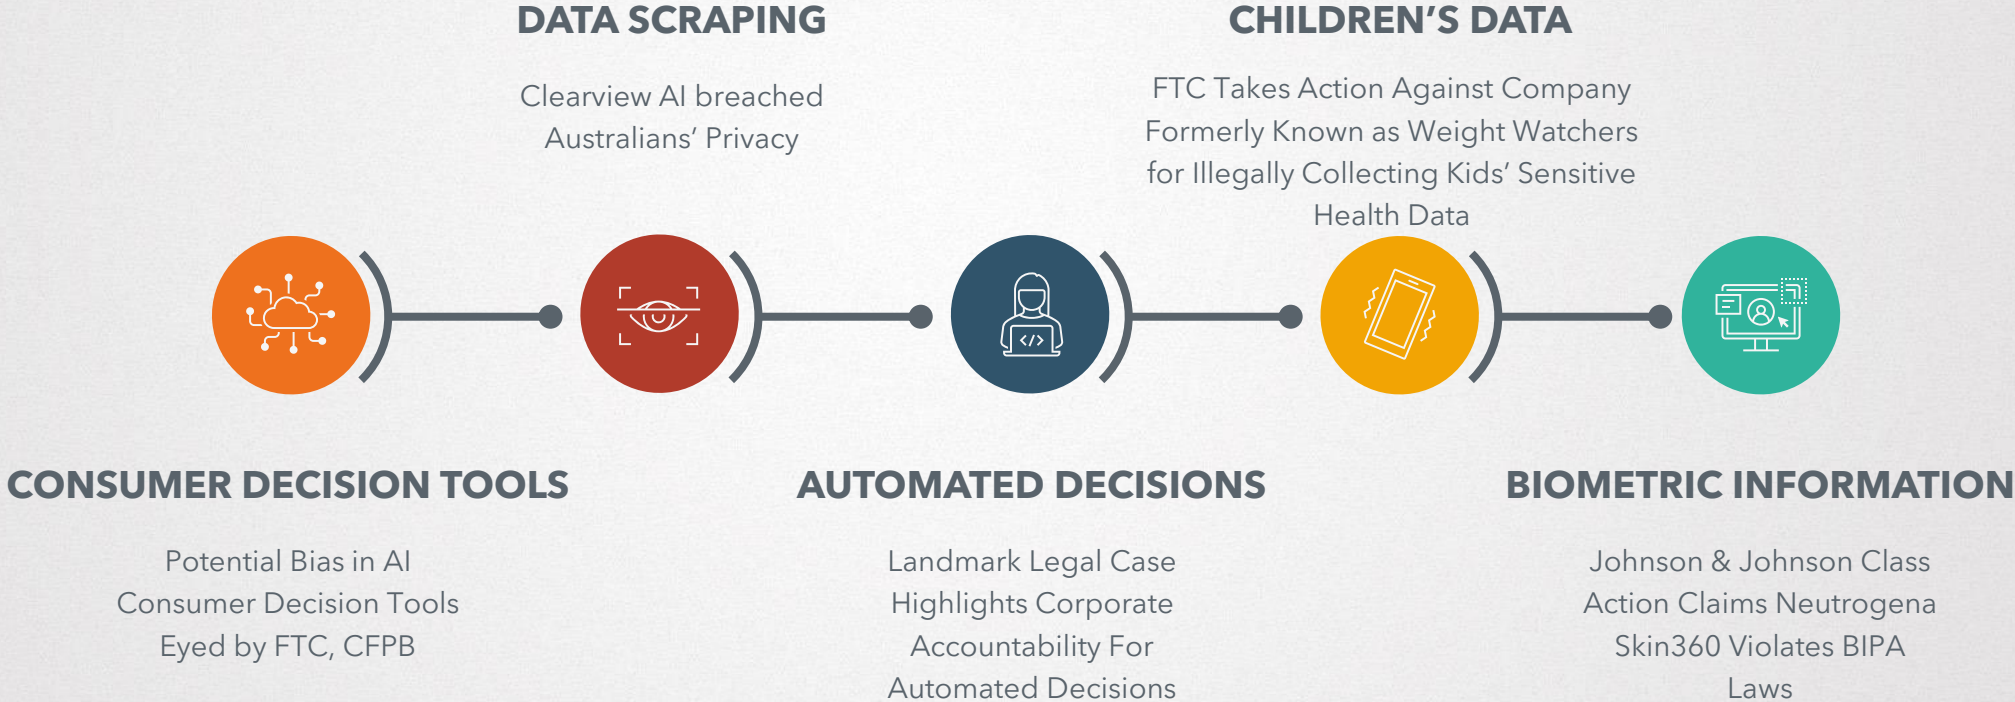 DATA SCRAPING
Clearview AI breached
Australians’ Privacy
CHILDREN’S DATA
FTC Takes Action Against Company
Formerly Known as Weight Watchers
for Illegally Collecting Kids’ Sensitive
Health Data
</>
CONSUMER DECISION TOOLS
Potential Bias in AI
Consumer Decision Tools
Eyed by FTC, CFPB
AUTOMATED DECISIONS
Landmark Legal Case
Highlights Corporate
Accountability For
Automated Decisions
BIOMETRIC INFORMATION
Johnson & Johnson Class
Action Claims Neutrogena
Skin360 Violates BIPA
Laws